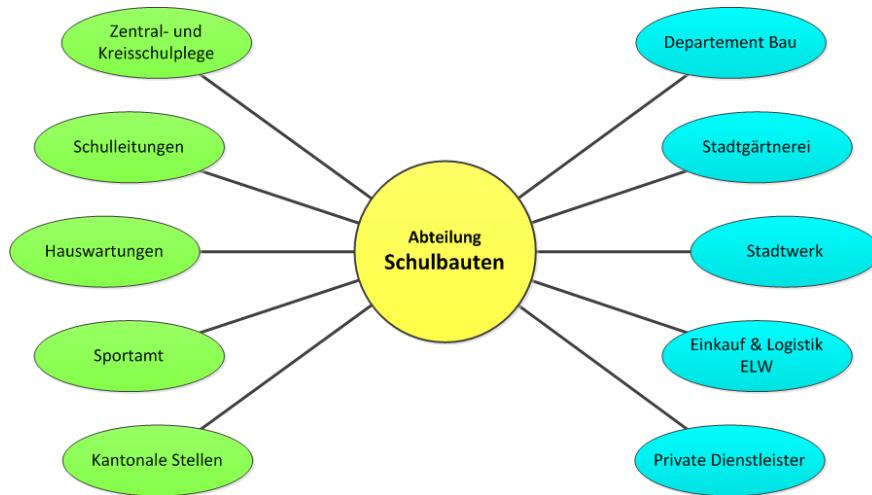 Zentral- und
Kreisschulplege
Schulleitungen
Hauswartungen
Sportamt
Kantonale Stellen
Abteilung
Schulbauten
Departement Bau
Stadtgärtnerei
Stadtwerk
Einkauf & Logistik
ELW
Private Dienstleister